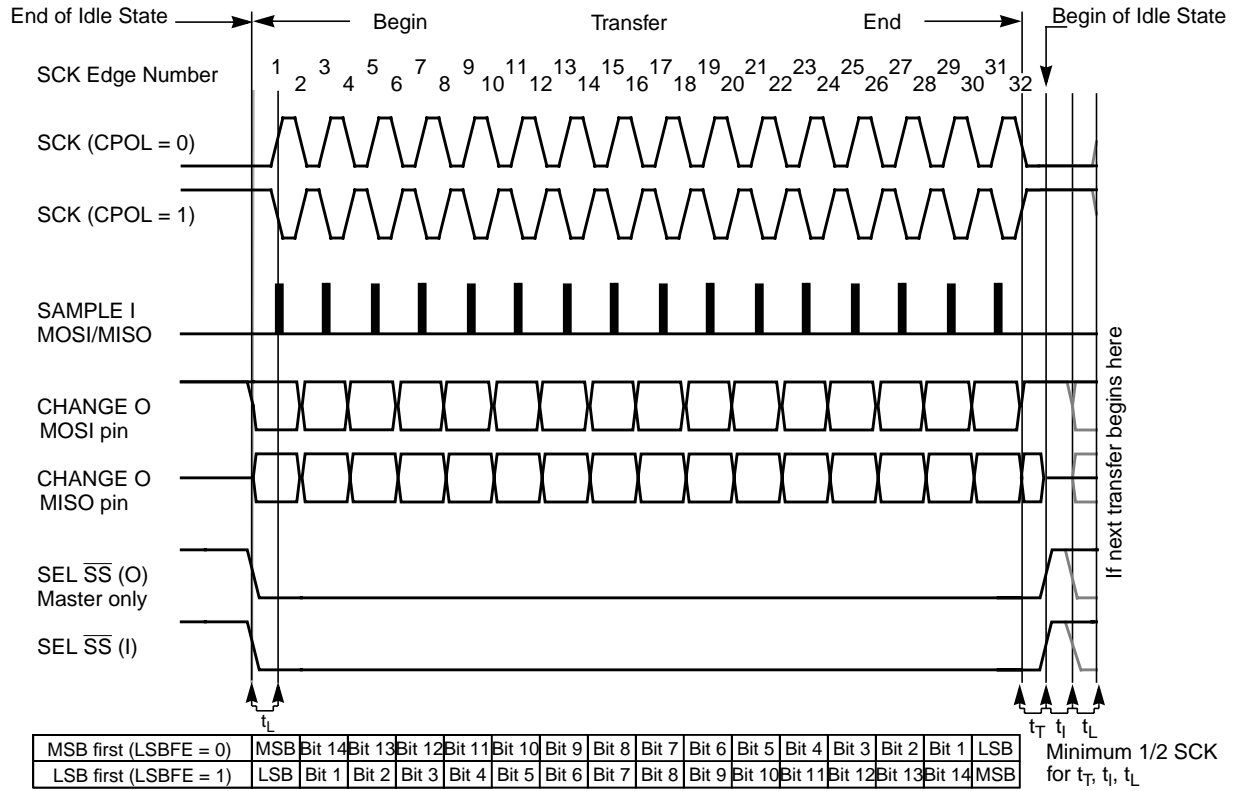 End of Idle State
Begin
Transfer
End
Begin of Idle State
SCK Edge Number
1 3 5 7 9 11 13 15 17 19 21 23 25 27 29 31
2 4 6 8 10 12 14 16 18 20 22 24 26 28 30 32
SCK (CPOL = 0)
SCK (CPOL = 1)
SAMPLE I
MOSI/MISO
CHANGE O
MOSI pin
CHANGE O
MISO pin
SEL SS (O)
Master only
SEL SS (I)
If next transfer begins here
tL
tT tI tL
MSB first (LSBFE = 0) MSB Bit 14 Bit 13 Bit 12 Bit 11 Bit 10 Bit 9 Bit 8 Bit 7 Bit 6 Bit 5 Bit 4 Bit 3 Bit 2 Bit 1 LSB
LSB first (LSBFE = 1) LSB Bit 1 Bit 2 Bit 3 Bit 4 Bit 5 Bit 6 Bit 7 Bit 8 Bit 9 Bit 10 Bit 11 Bit 12 Bit 13 Bit 14 MSB
Minimum 1/2 SCK
for tT, tI, tL